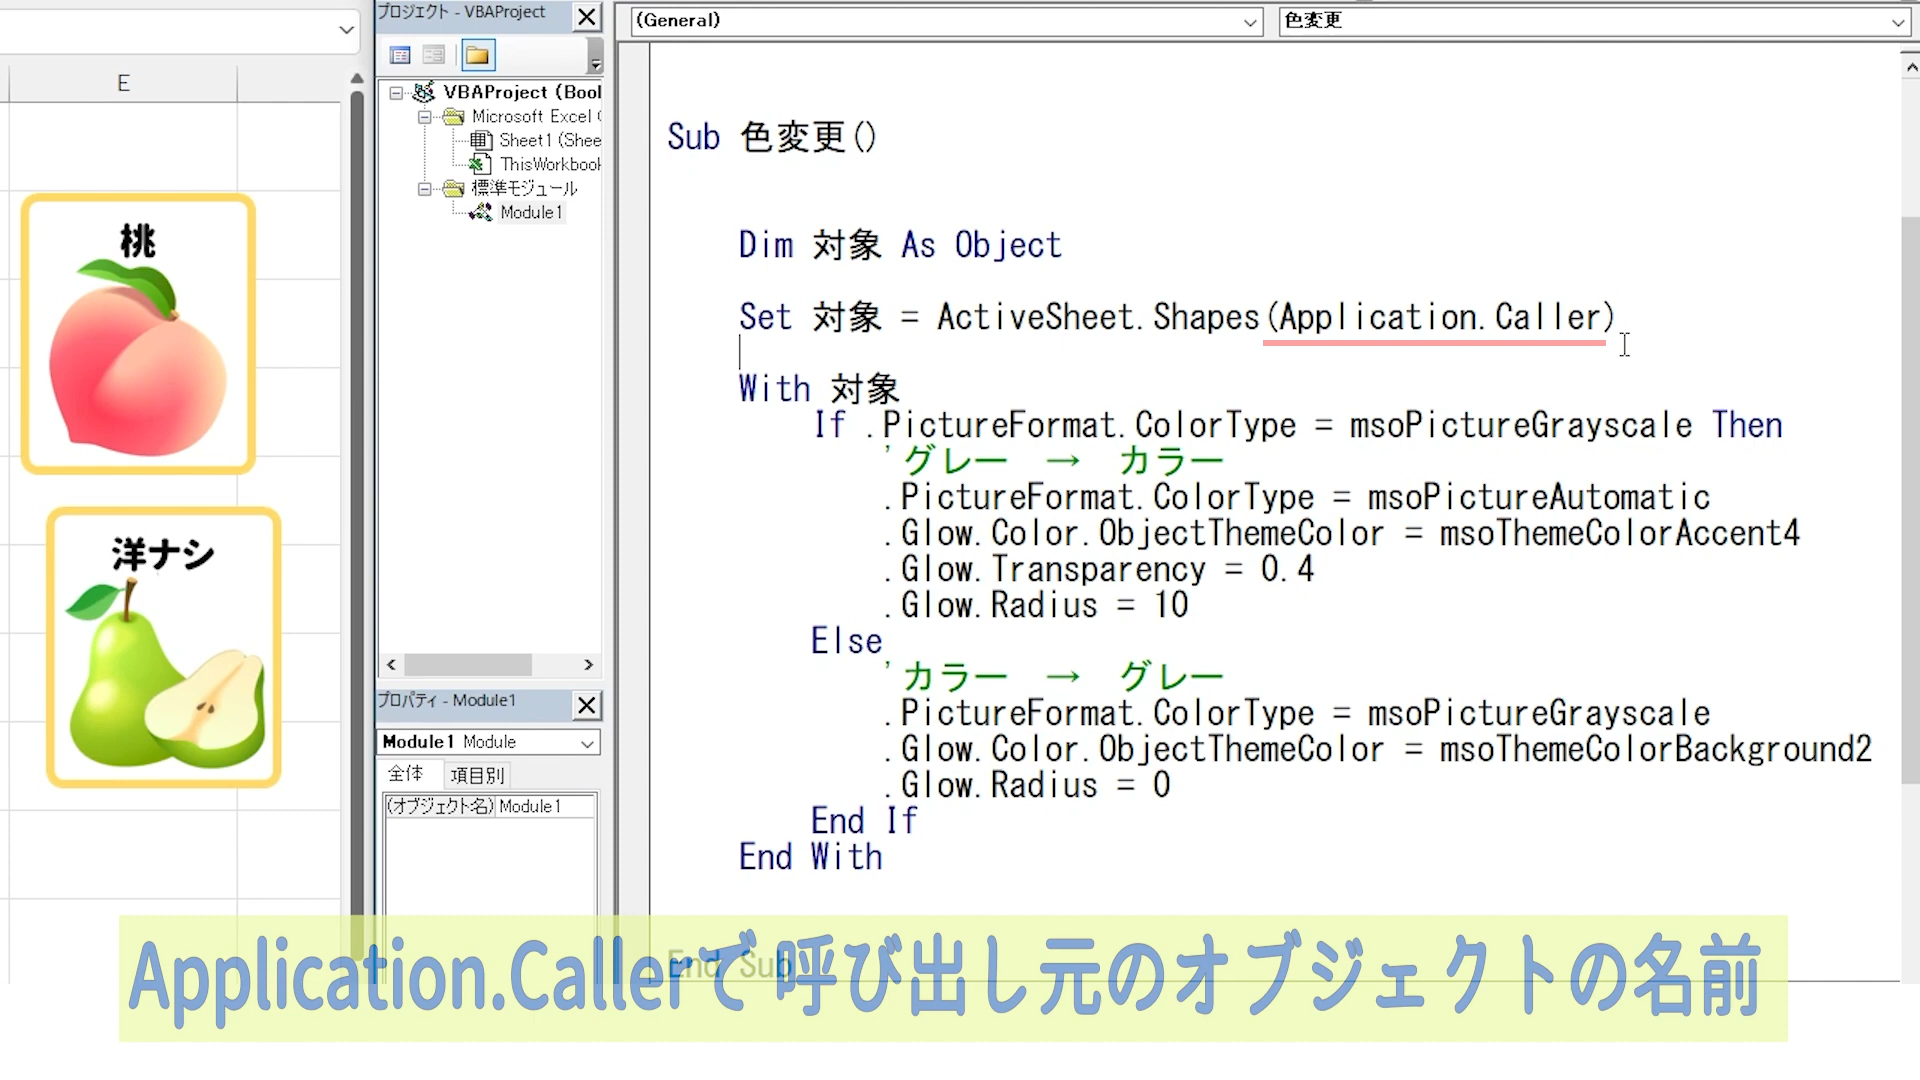 E
桃
洋ナシ
プロジェクト - VBAProject
VBAProject (Bool
Microsoft Excel
Sheet1 (Shee
ThisWorkbook
標準モジュール
Module1
プロパティ - Module1
Module1 Module
全体 項目別
(オブジェクト名) Module1
(General)
色変更
Sub 色変更()
Dim 対象 As Object
Set 対象 = ActiveSheet.Shapes(Application.Caller)
With 対象
If .PictureFormat.ColorType = msoPictureGrayscale Then
'グレー → カラー
.PictureFormat.ColorType = msoPictureAutomatic
.Glow.Color.ObjectThemeColor = msoThemeColorAccent4
.Glow.Transparency = 0.4
.Glow.Radius = 10
Else
'カラー → グレー
.PictureFormat.ColorType = msoPictureGrayscale
.Glow.Color.ObjectThemeColor = msoThemeColorBackground2
.Glow.Radius = 0
End If
End With
End Sub
Application.Callerで呼び出し元のオブジェクトの名前